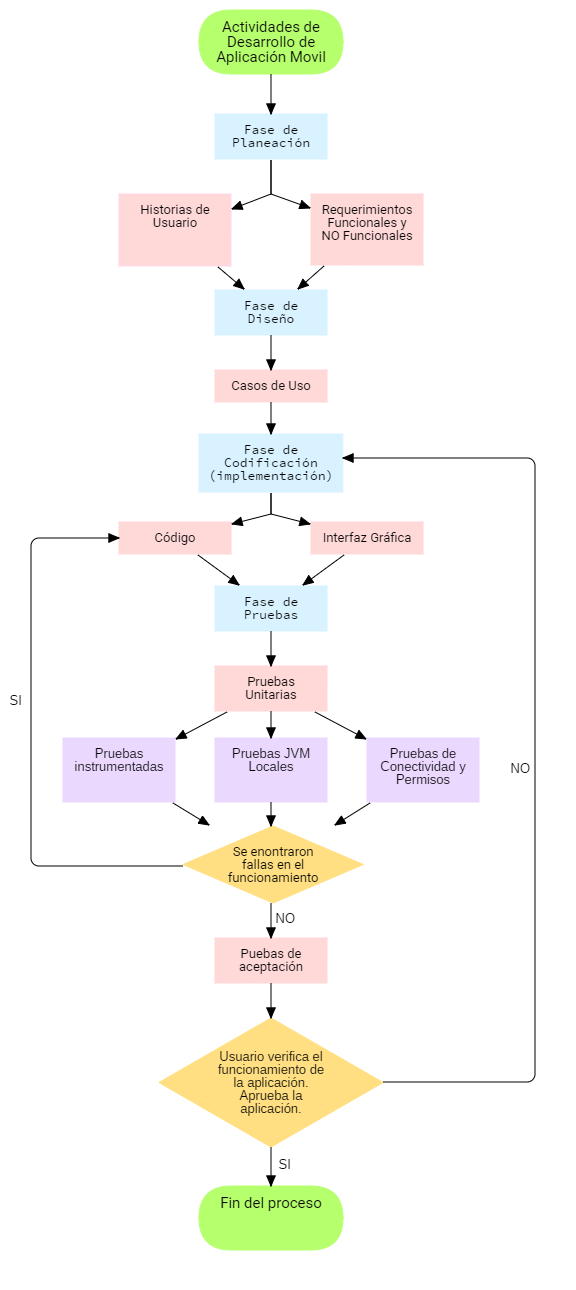 Actividades de
Desarrollo de
Aplicación Movil
Fase de
Planeación
Historias de
Usuario
Requerimientos
Funcionales y
NO Funcionales
Fase de
Diseño
Casos de Uso
Fase de
Codificación
(implementación)
Código
Interfaz Gráfica
Fase de
Pruebas
Pruebas
Unitarias
SI
Pruebas
instrumentadas
Pruebas JVM
Locales
Pruebas de
Conectividad y
Permisos
NO
Se enontraron
fallas en el
funcionamiento
NO
Puebas de
aceptación
Usuario verifica el
funcionamiento de
la aplicación.
Aprueba la
aplicación.
SI
Fin del proceso